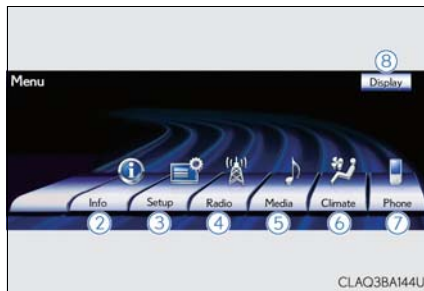 8
Menu Display
Info Setup Radio Media Climate Phone
2 3 4 5 6 7
CLAQ3BA144U